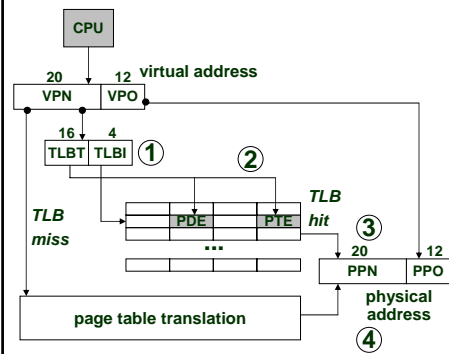 CPU
20 12 virtual address
VPN VPO
16 4
TLBT TLBI 1
2
TLB
miss
PDE PTE
TLB
hit
...
3
20 12
PPN PPO
physical
address
page table translation
4